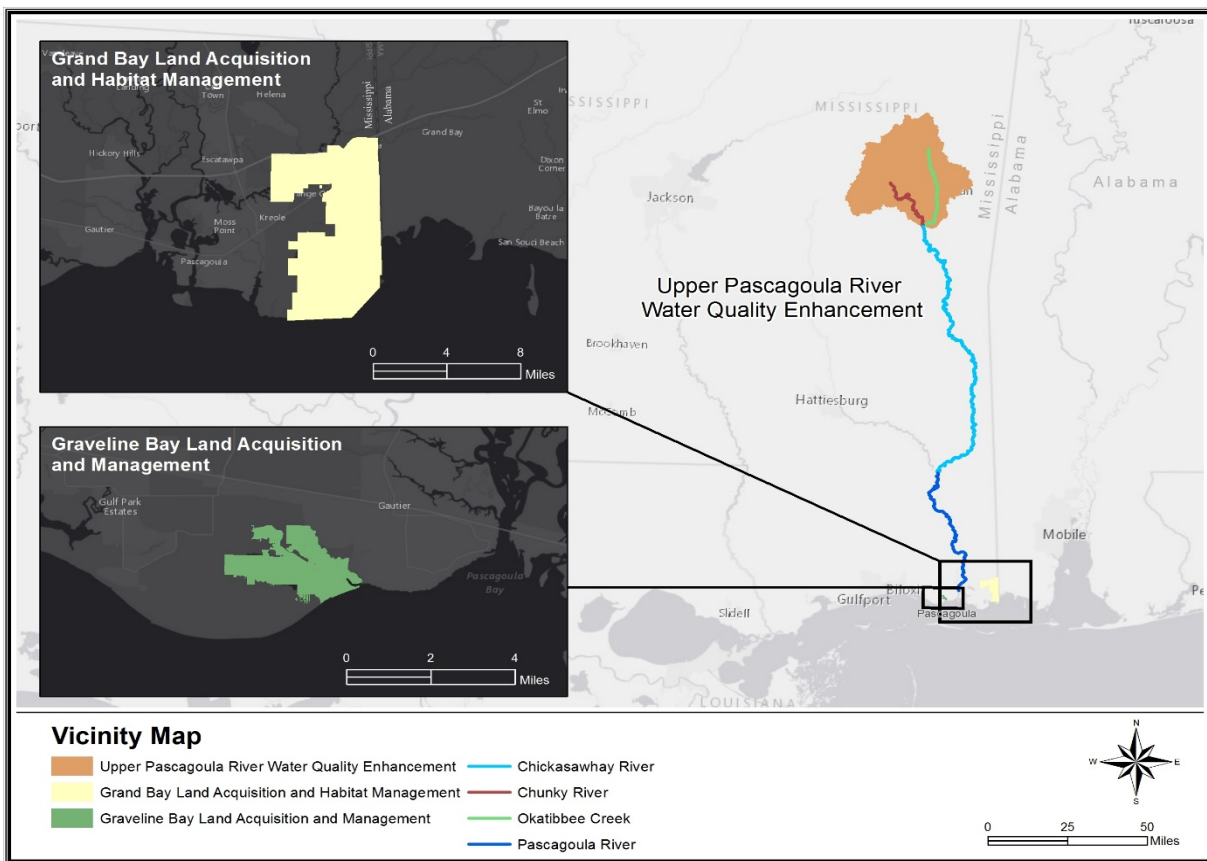 Grand Bay Land Acquisition
and Habitat Management
Helena
Mississippi
Alabama
St
Elmo
Grand Bay
Hickory Hills
Escatawpa
Dixon
Corner
Moss
Point
Kreole
Bayou la
Batre
Gautier
San Souci Beach
Pascagoula
0 4 8
Miles
Graveline Bay Land Acquisition
and Management
Gulf Park
Estates
Gautier
Pascagoula
Bay
0 2 4
Miles
Tuscaloosa
MISSISSIPPI
Jackson
Mississippi
Alabama
Alabama
Upper Pascagoula River
Water Quality Enhancement
Brookhaven
Hattiesburg
McComb
Mobile
Biloxi
Gulfport
Pascagoula
Slidell
LOUISIANA
Vicinity Map
Upper Pascagoula River Water Quality Enhancement
Grand Bay Land Acquisition and Habitat Management
Graveline Bay Land Acquisition and Management
Chickasawhay River
Chunky River
Okatibbee Creek
Pascagoula River
N
W E
S
0 25 50
Miles